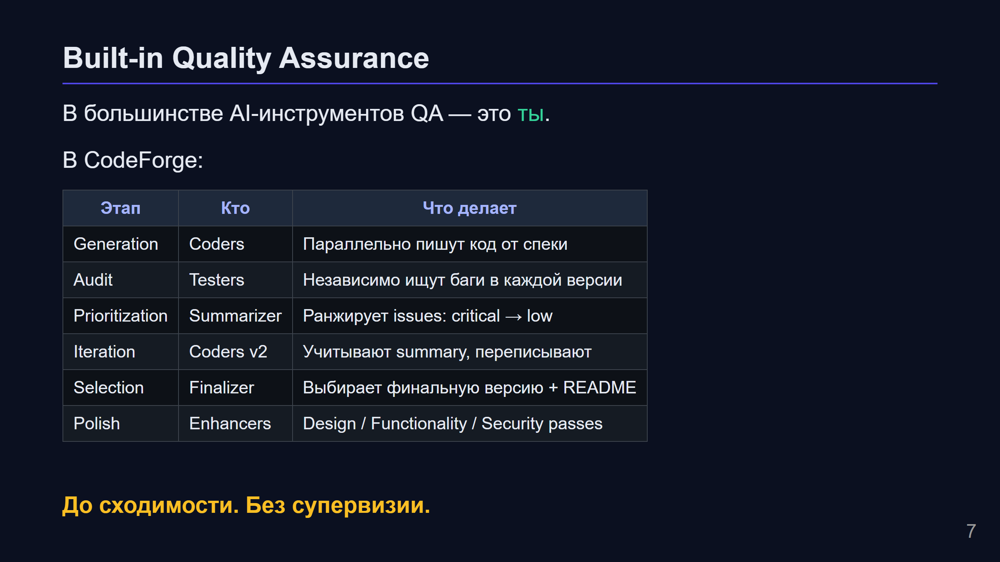 Built-in Quality Assurance
В большинстве AI-инструментов QA — это ты.
В CodeForge:
Этап Кто Что делает
Generation Coders Параллельно пишут код от спеки
Audit Testers Независимо ищут баги в каждой версии
Prioritization Summarizer Ранжирует issues: critical → low
Iteration Coders v2 Учитывают summary, переписывают
Selection Finalizer Выбирает финальную версию + README
Polish Enhancers Design / Functionality / Security passes
До сходимости. Без супервизии.
7